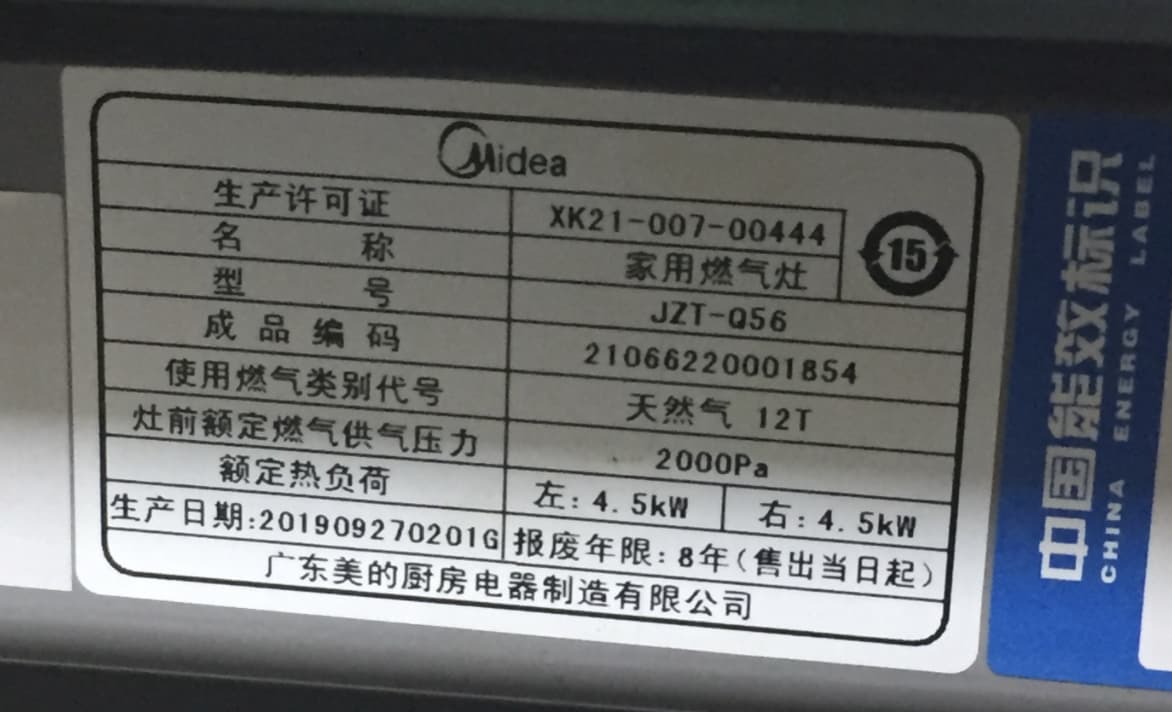 Midea
生产许可证 XK21-007-00444
名称 家用燃气灶
15
型号 JZT-Q56
成品编码 21066220001854
使用燃气类别代号 天然气 12T
灶前额定燃气供气压力 2000Pa
额定热负荷 左: 4.5kW 右: 4.5kW
生产日期:201909270201G 报废年限: 8年(售出当日起)
广东美的厨房电器制造有限公司
中国能效标识
CHINA ENERGY LABEL